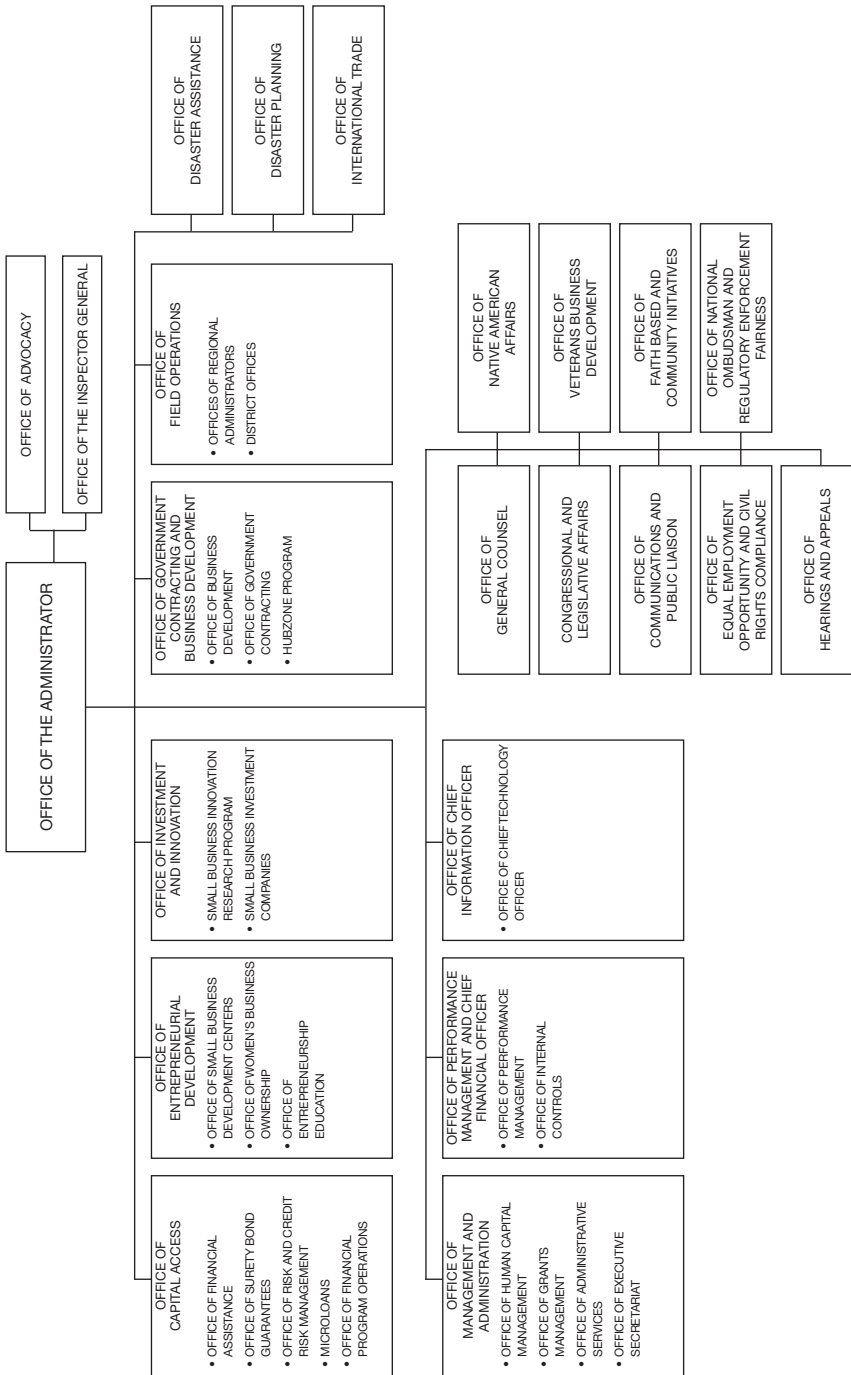 OFFICE OF THE ADMINISTRATOR
OFFICE OF ADVOCACY
OFFICE OF THE INSPECTOR GENERAL
OFFICE OF
CAPITAL ACCESS
• OFFICE OF FINANCIAL
ASSISTANCE
• OFFICE OF SURETY BOND
GUARANTEES
• OFFICE OF RISK AND CREDIT
RISK MANAGEMENT
• MICROLOANS
• OFFICE OF FINANCIAL
PROGRAM OPERATIONS
OFFICE OF
ENTREPRENEURIAL
DEVELOPMENT
• OFFICE OF SMALL BUSINESS
DEVELOPMENT CENTERS
• OFFICE OF WOMEN'S BUSINESS
OWNERSHIP
• OFFICE OF
ENTREPRENEURSHIP
EDUCATION
OFFICE OF INVESTMENT
AND INNOVATION
• SMALL BUSINESS INNOVATION
RESEARCH PROGRAM
• SMALL BUSINESS INVESTMENT
COMPANIES
OFFICE OF GOVERNMENT
CONTRACTING AND
BUSINESS DEVELOPMENT
• OFFICE OF BUSINESS
DEVELOPMENT
• OFFICE OF GOVERNMENT
CONTRACTING
• HUBZONE PROGRAM
OFFICE OF
FIELD OPERATIONS
• OFFICES OF REGIONAL
ADMINISTRATORS
• DISTRICT OFFICES
OFFICE OF
DISASTER ASSISTANCE
OFFICE OF
DISASTER PLANNING
OFFICE OF
INTERNATIONAL TRADE
OFFICE OF
MANAGEMENT AND
ADMINISTRATION
• OFFICE OF HUMAN CAPITAL
MANAGEMENT
• OFFICE OF GRANTS
MANAGEMENT
• OFFICE OF ADMINISTRATIVE
SERVICES
• OFFICE OF EXECUTIVE
SECRETARIAT
OFFICE OF PERFORMANCE
MANAGEMENT AND CHIEF
FINANCIAL OFFICER
• OFFICE OF PERFORMANCE
MANAGEMENT
• OFFICE OF INTERNAL
CONTROLS
OFFICE OF CHIEF
INFORMATION OFFICER
• OFFICE OF CHIEF TECHNOLOGY
OFFICER
OFFICE OF
GENERAL COUNSEL
CONGRESSIONAL AND
LEGISLATIVE AFFAIRS
OFFICE OF
COMMUNICATIONS AND
PUBLIC LIAISON
OFFICE OF
EQUAL EMPLOYMENT
OPPORTUNITY AND CIVIL
RIGHTS COMPLIANCE
OFFICE OF
HEARINGS AND APPEALS
OFFICE OF
NATIVE AMERICAN
AFFAIRS
OFFICE OF
VETERANS BUSINESS
DEVELOPMENT
OFFICE OF
FAITH BASED AND
COMMUNITY INITIATIVES
OFFICE OF NATIONAL
OMBUDSMAN AND
REGULATORY ENFORCEMENT
FAIRNESS